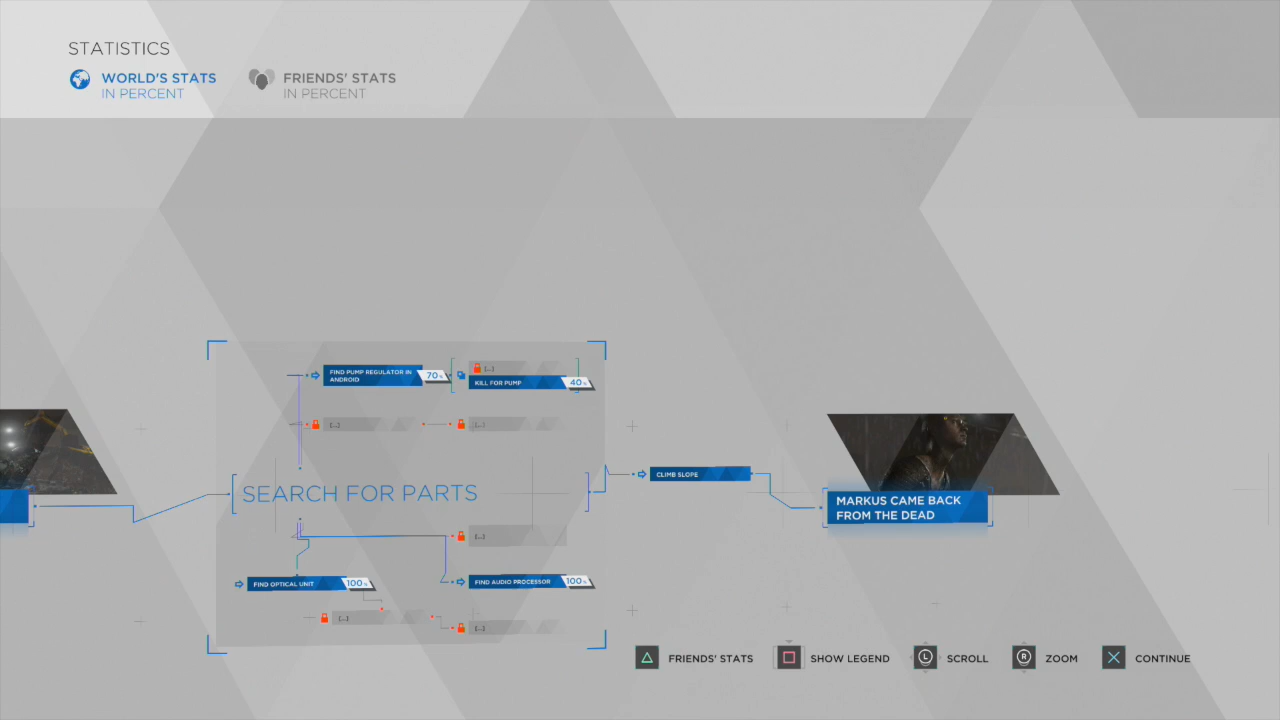 STATISTICS
WORLD'S STATS
IN PERCENT
FRIENDS' STATS
IN PERCENT
FIND PUMP REGULATOR IN
ANDROID
70%
[...]
KILL FOR PUMP
40%
[...]
[...]
CLIMB SLOPE
SEARCH FOR PARTS
MARKUS CAME BACK
FROM THE DEAD
[...]
FIND OPTICAL UNIT
100%
FIND AUDIO PROCESSOR
100%
[...]
[...]
FRIENDS' STATS
SHOW LEGEND
L
SCROLL
R
ZOOM
CONTINUE